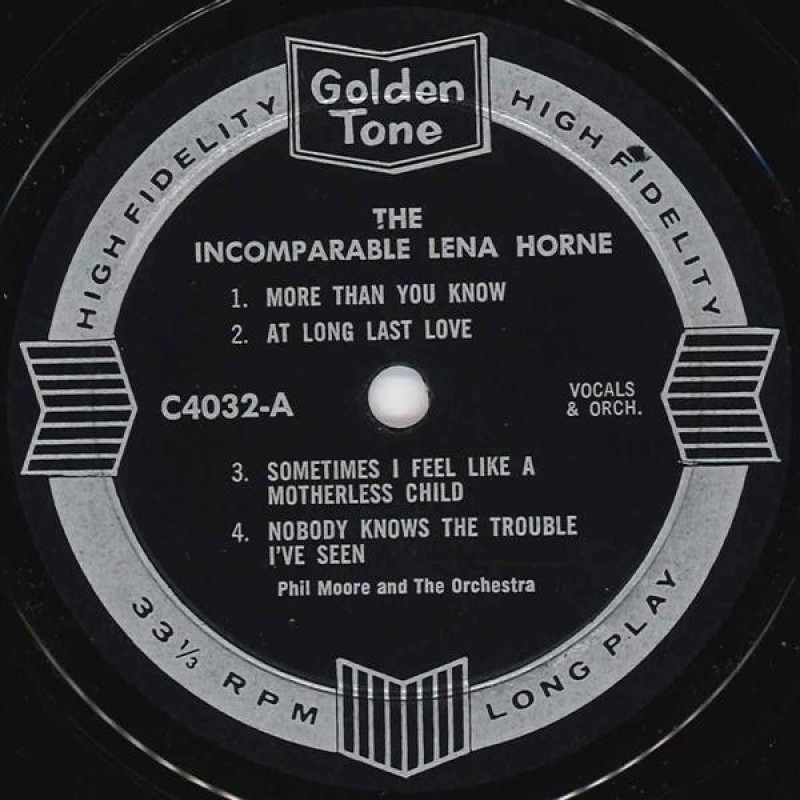 Golden
Tone
HIGH FIDELITY
HIGH FIDELITY
THE
INCOMPARABLE LENA HORNE
1. MORE THAN YOU KNOW
2. AT LONG LAST LOVE
C4032-A
VOCALS
& ORCH.
3. SOMETIMES I FEEL LIKE A
MOTHERLESS CHILD
4. NOBODY KNOWS THE TROUBLE
I'VE SEEN
Phil Moore and The Orchestra
33⅓ RPM
LONG PLAY